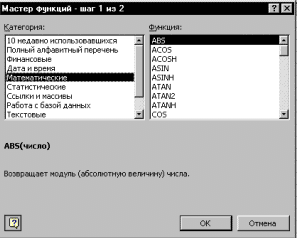 Мастер функций - шаг 1 из 2
Категория:
Функция:
10 недавно использовавшихся
Полный алфавитный перечень
Финансовые
Дата и время
Математические
Статистические
Ссылки и массивы
Работа с базой данных
Текстовые
ABS
ACOS
ACOSH
ASIN
ASINH
ATAN
ATAN2
ATANH
COS
ABS(число)
Возвращает модуль (абсолютную величину) числа.
OK
Отмена